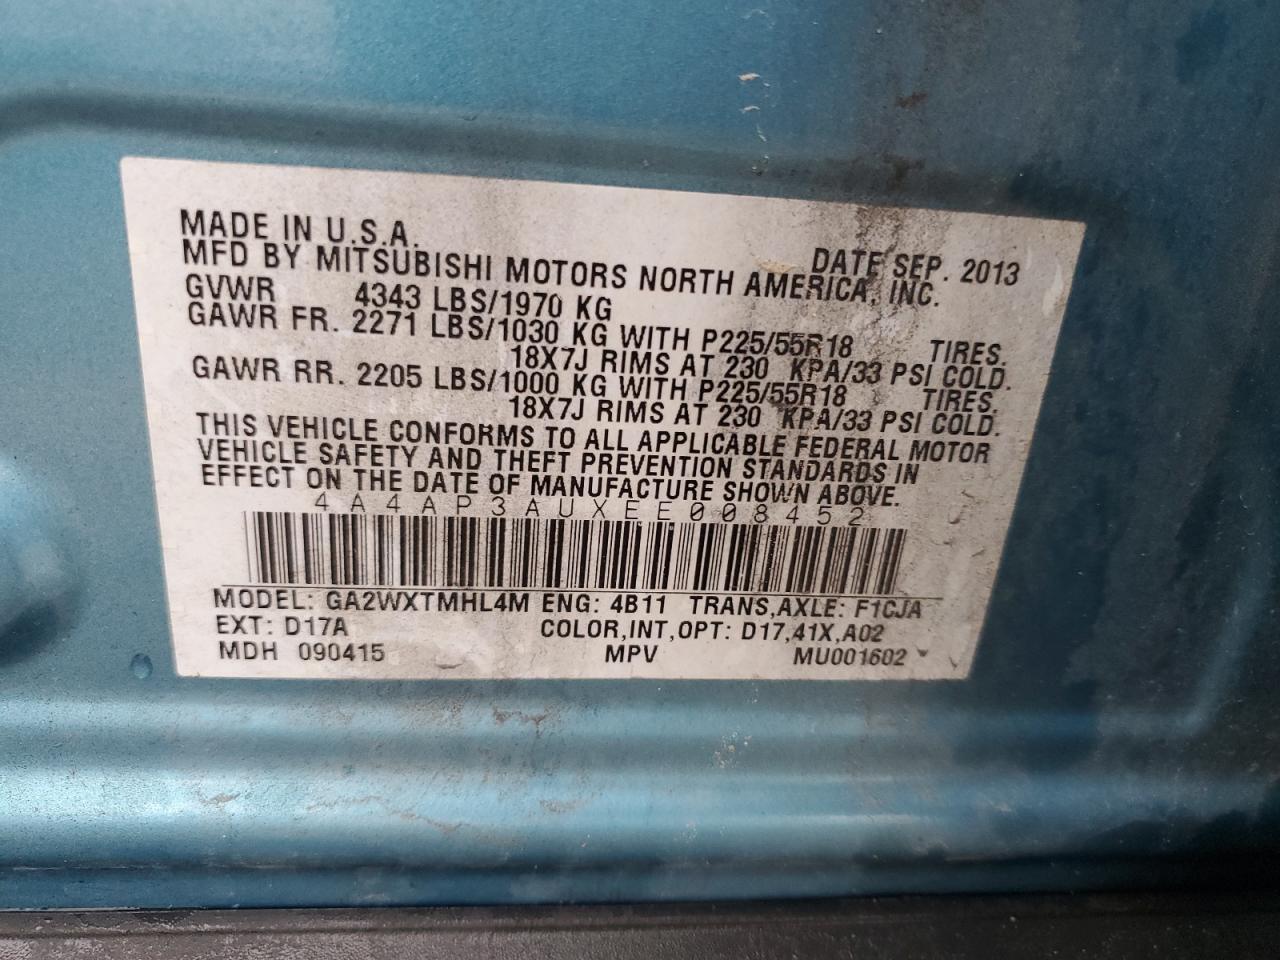 MADE IN U.S.A. DATE SEP. 2013
MFD BY MITSUBISHI MOTORS NORTH AMERICA, INC.
GVWR 4343 LBS/1970 KG
GAWR FR. 2271 LBS/1030 KG WITH P225/55R18 TIRES.
18X7J RIMS AT 230 KPA/33 PSI COLD.
GAWR RR. 2205 LBS/1000 KG WITH P225/55R18 TIRES.
18X7J RIMS AT 230 KPA/33 PSI COLD.
THIS VEHICLE CONFORMS TO ALL APPLICABLE FEDERAL MOTOR
VEHICLE SAFETY AND THEFT PREVENTION STANDARDS IN
EFFECT ON THE DATE OF MANUFACTURE SHOWN ABOVE.
4A4AP3AUXEE008452
MODEL: GA2WXTMHL4M ENG: 4B11 TRANS,AXLE: F1CJA
EXT: D17A COLOR,INT,OPT: D17,41X,A02
MDH 090415 MPV MU001602